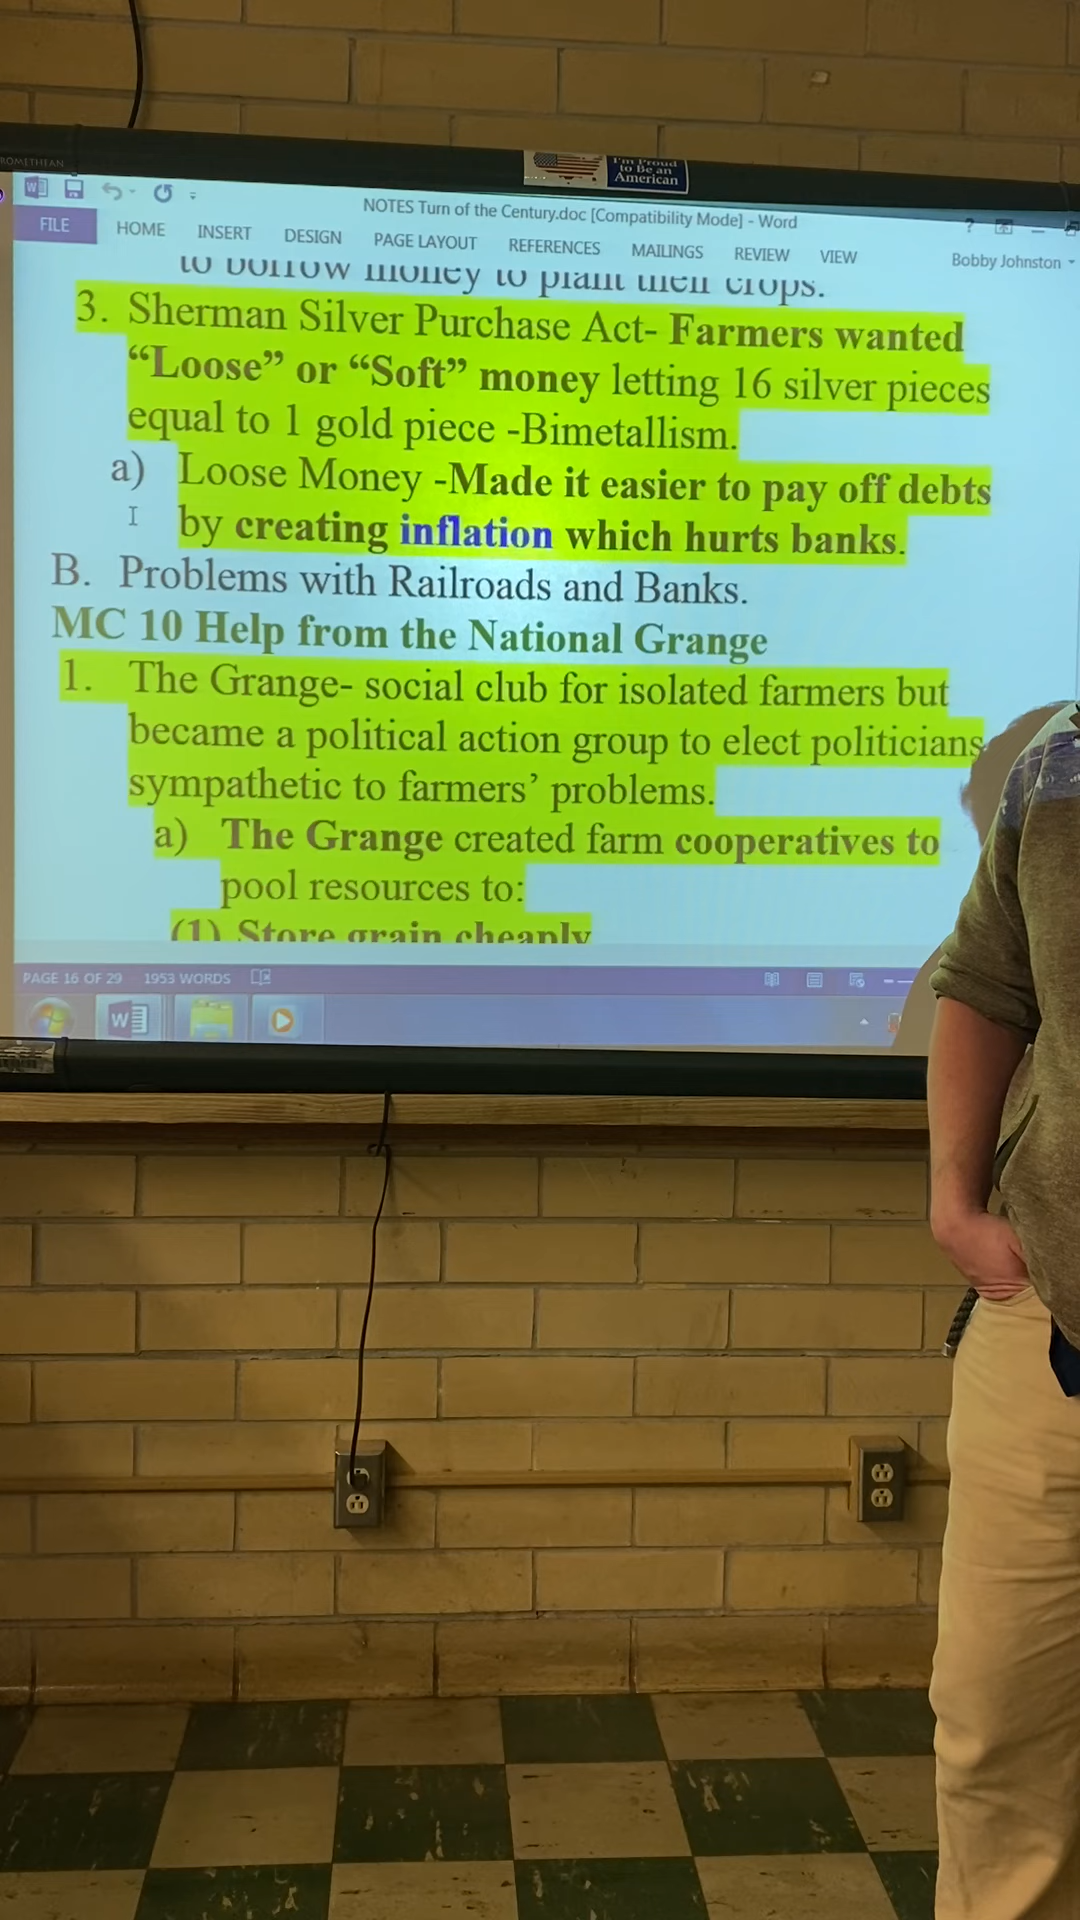 ROMETHEAN
I'm Proud
to Be an
American
NOTES Turn of the Century.doc [Compatibility Mode] - Word
FILE HOME INSERT DESIGN PAGE LAYOUT REFERENCES MAILINGS REVIEW VIEW Bobby Johnston
to borrow money to plant their crops.
3. Sherman Silver Purchase Act- Farmers wanted
“Loose” or “Soft” money letting 16 silver pieces
equal to 1 gold piece -Bimetallism.
a) Loose Money -Made it easier to pay off debts
by creating inflation which hurts banks.
B. Problems with Railroads and Banks.
MC 10 Help from the National Grange
1. The Grange- social club for isolated farmers but
became a political action group to elect politicians
sympathetic to farmers’ problems.
a) The Grange created farm cooperatives to
pool resources to:
(1) Store grain cheaply
PAGE 16 OF 29 1953 WORDS